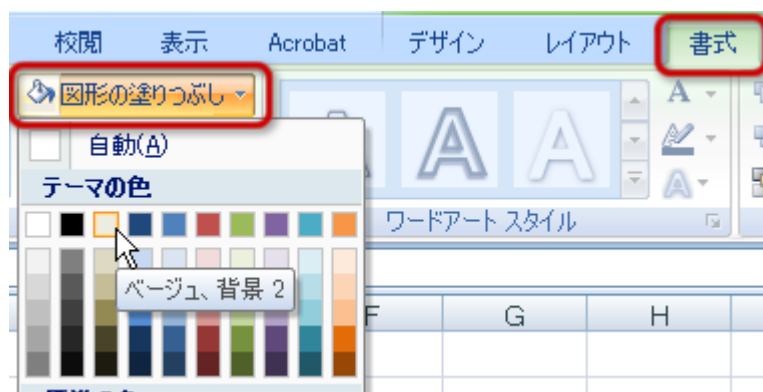 校閲 表示 Acrobat デザイン レイアウト 書式
図形の塗りつぶし
自動(A)
テーマの色
ワードアート スタイル
ベージュ、背景 2
F G H